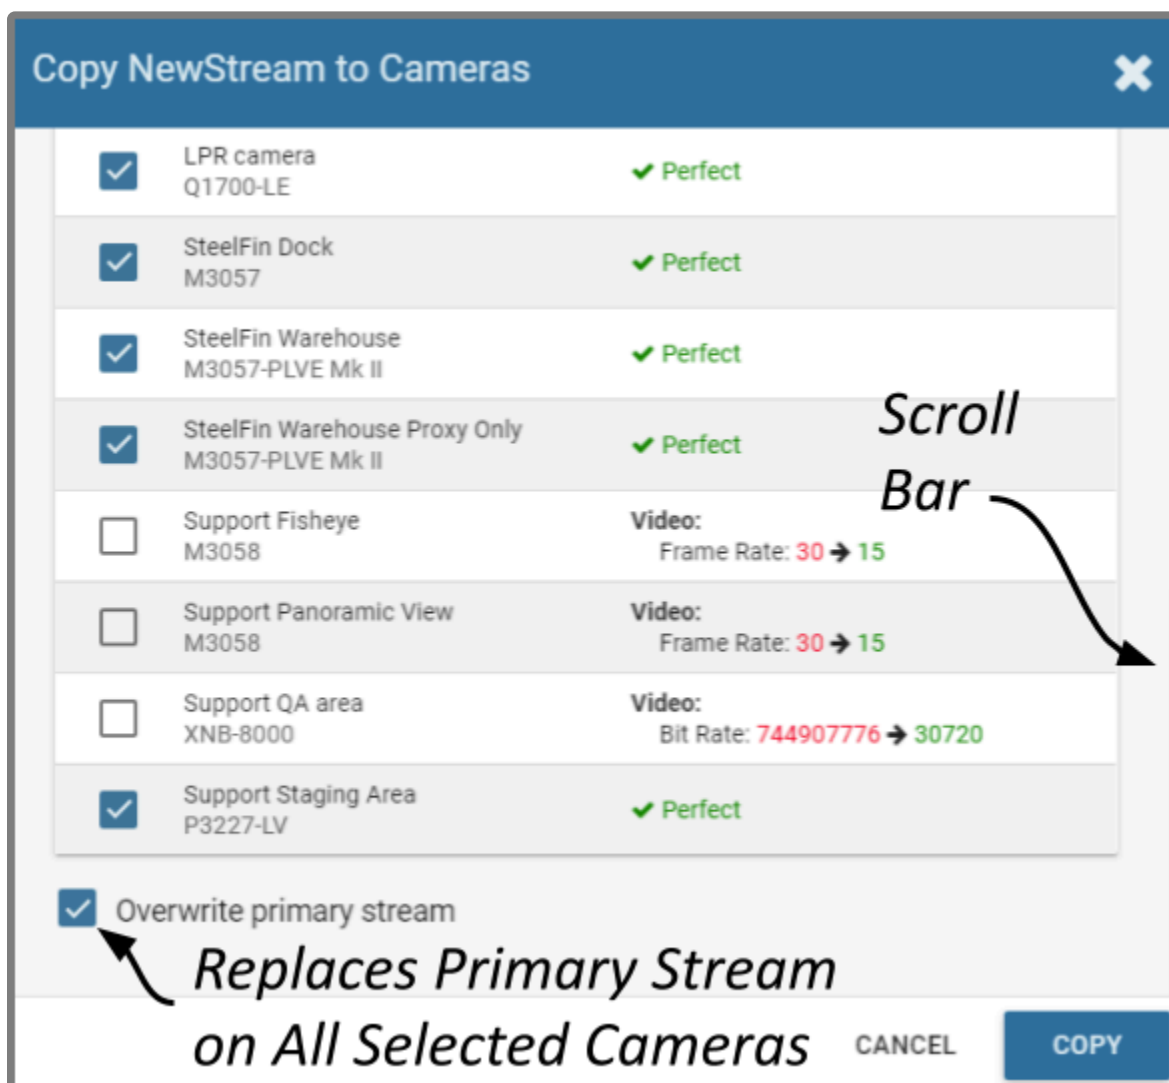 Copy NewStream to Cameras
LPR camera
Q1700-LE
Perfect
SteelFin Dock
M3057
Perfect
SteelFin Warehouse
M3057-PLVE Mk II
Perfect
SteelFin Warehouse Proxy Only
M3057-PLVE Mk II
Perfect
Scroll
Bar
Support Fisheye
M3058
Video:
Frame Rate: 30 → 15
Support Panoramic View
M3058
Video:
Frame Rate: 30 → 15
Support QA area
XNB-8000
Video:
Bit Rate: 744907776 → 30720
Support Staging Area
P3227-LV
Perfect
Overwrite primary stream
Replaces Primary Stream
on All Selected Cameras
CANCEL
COPY